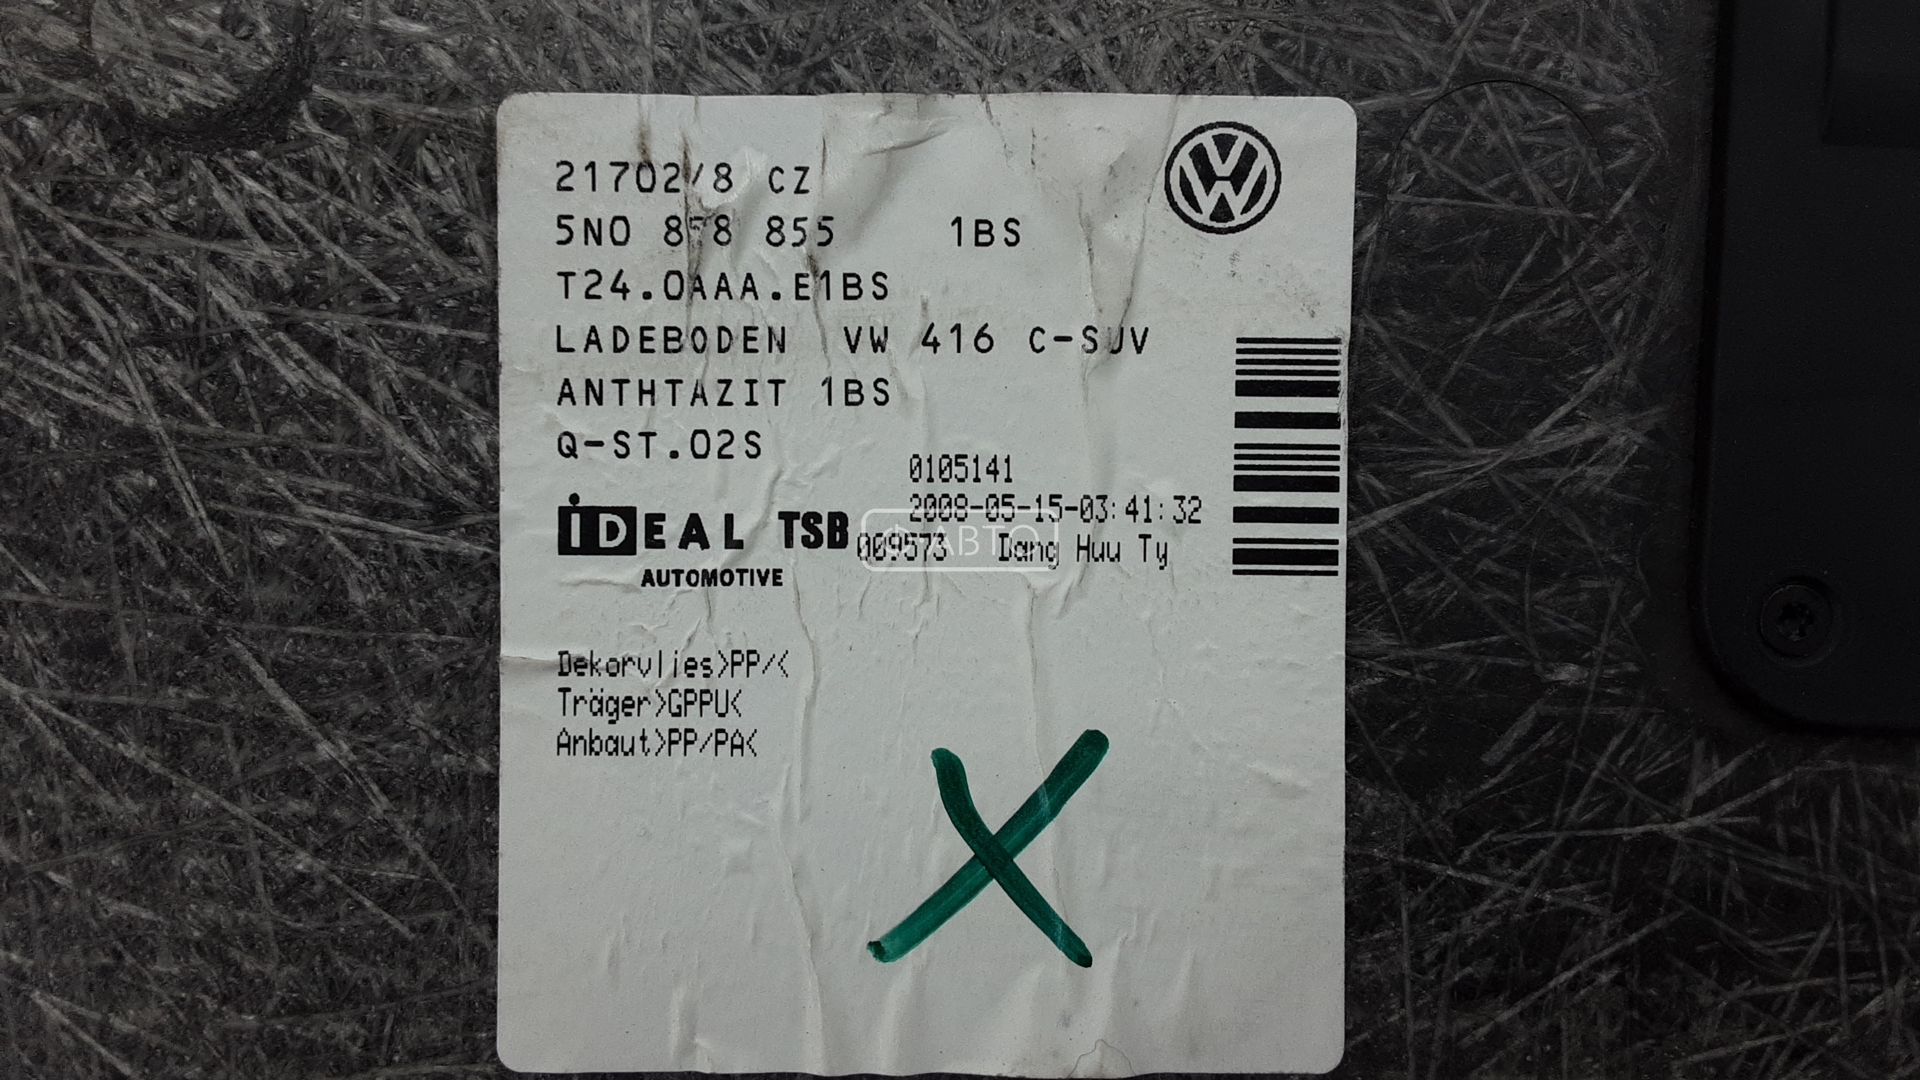 21702/8 CZ
5N0 858 855 1BS
T24.0AAA.E1BS
LADEBODEN VW 416 C-SUV
ANTHTAZIT 1BS
Q-ST.02S
0105141
2008-05-15-03:41:32
iDEAL TSB 009573 Dang Huu Ty
AUTOMOTIVE
АВТО
Dekorvlies>PP/<
Träger>GPPU<
Anbaut>PP/PA<
X